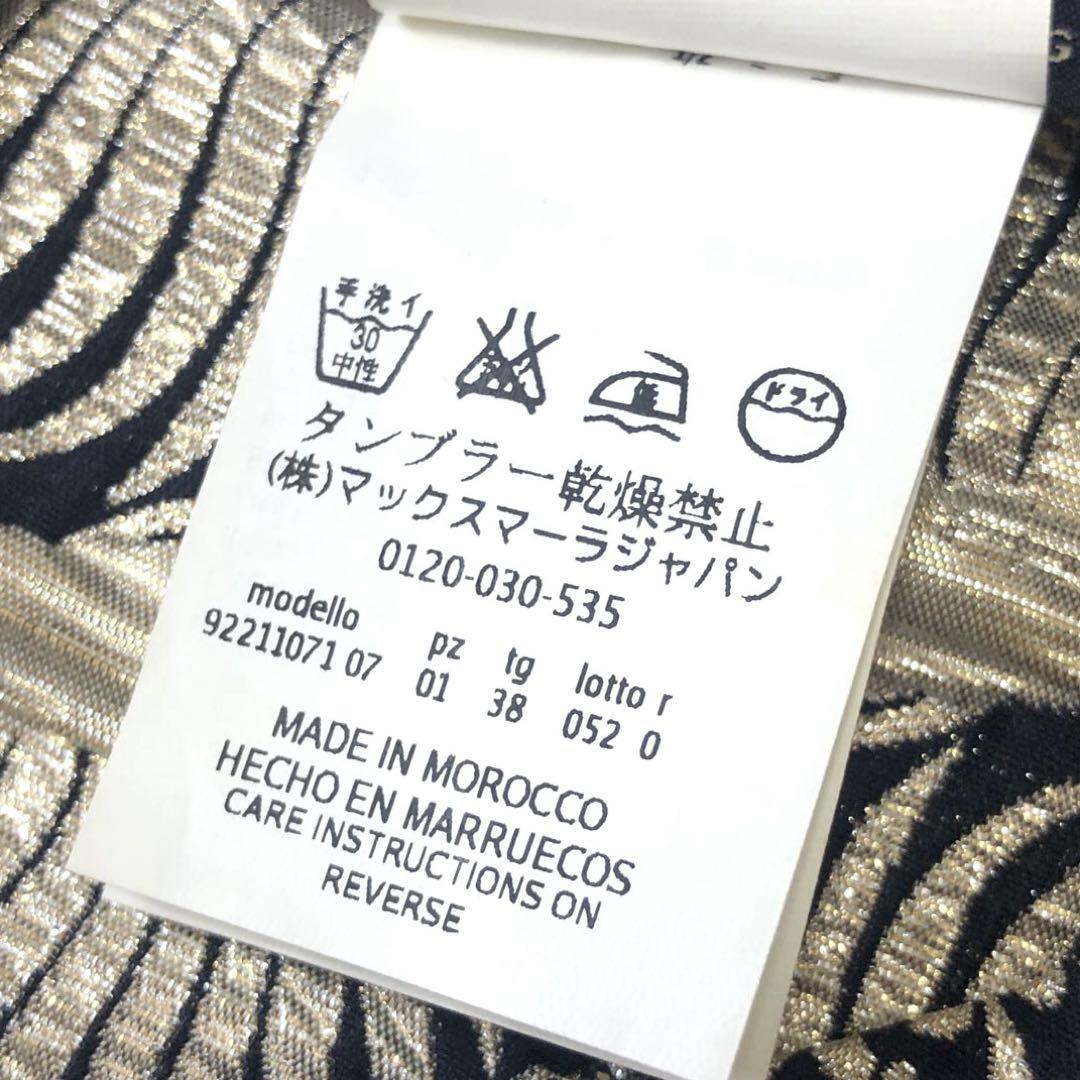 手洗イ
30
中性
低
ドライ
タンブラー乾燥禁止
(株)マックスマーラジャパン
0120-030-535
modello pz tg lotto r
92211071 07 01 38 052 0
MADE IN MOROCCO
HECHO EN MARRUECOS
CARE INSTRUCTIONS ON
REVERSE